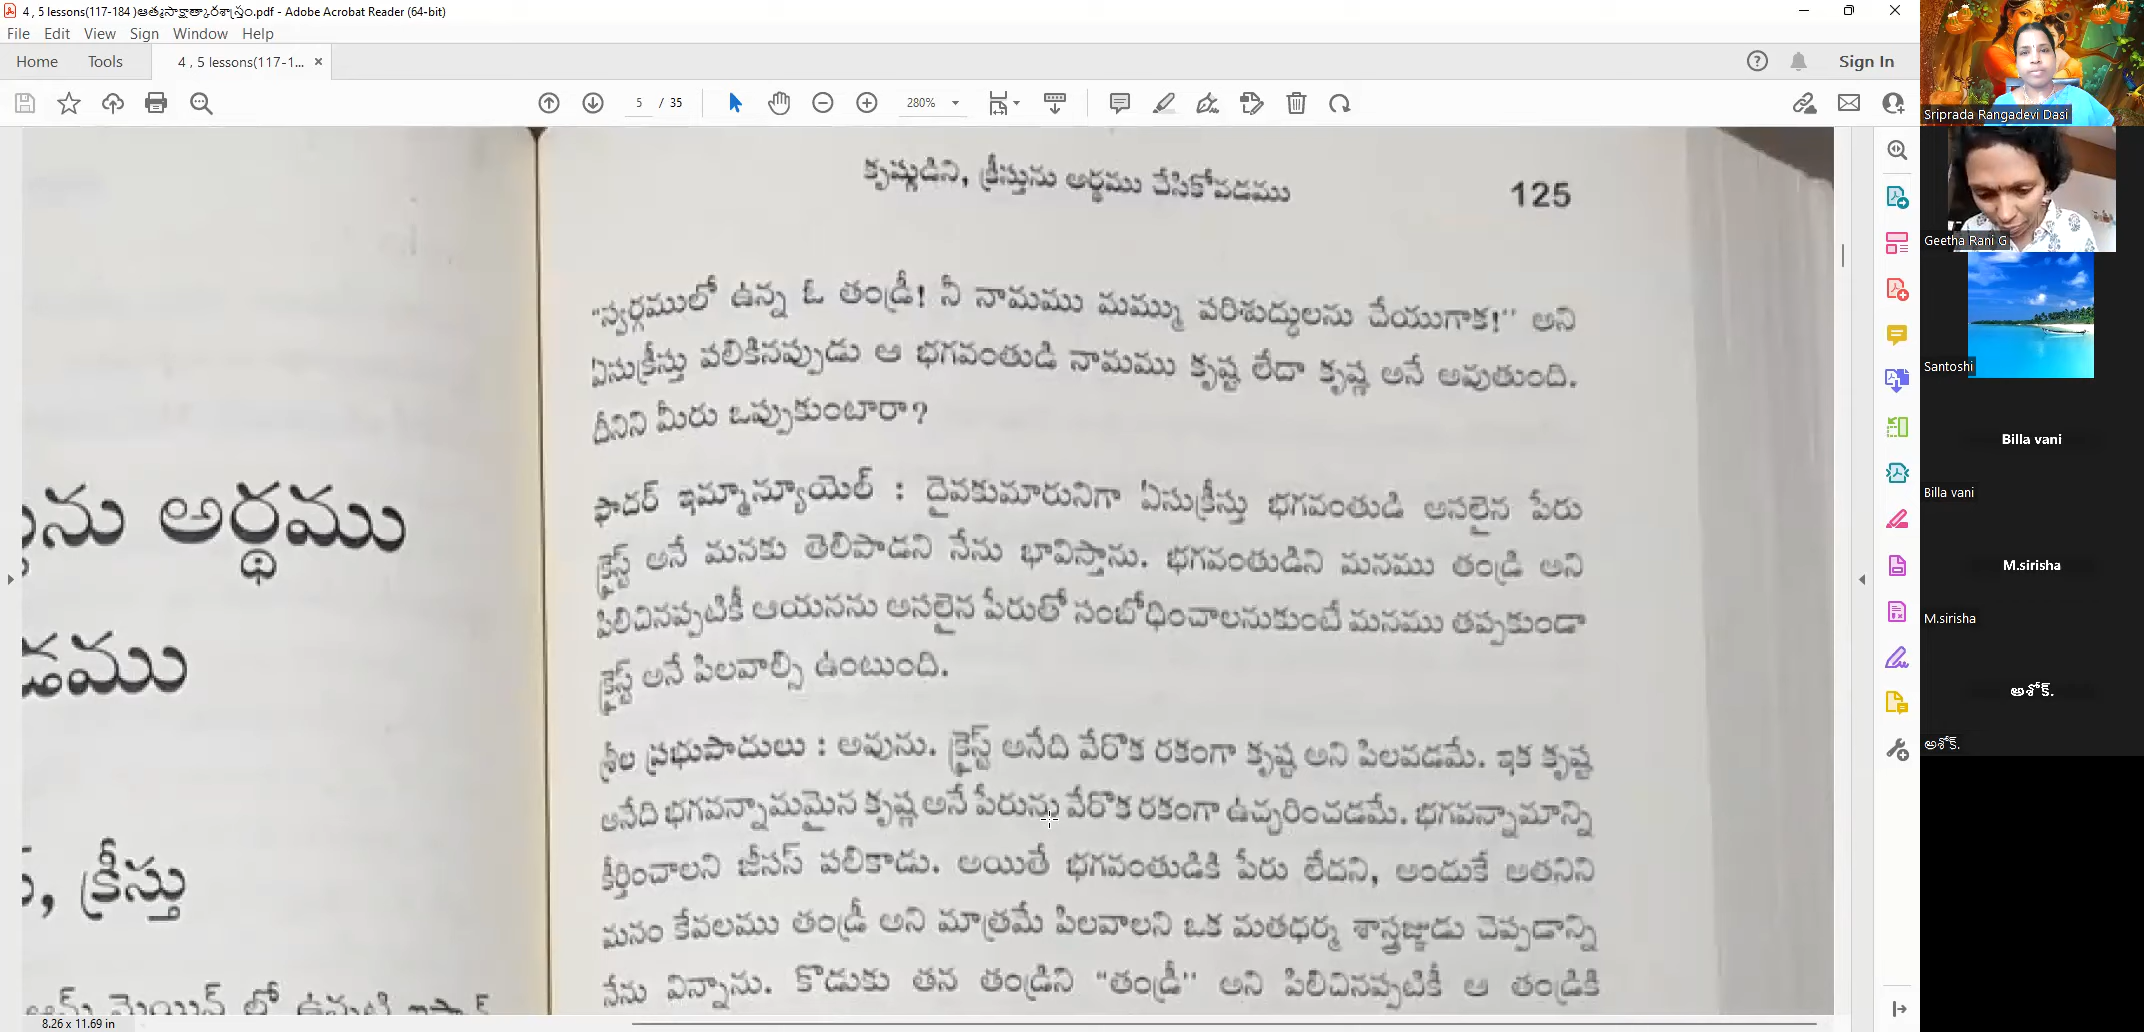 4 , 5 lessons(117-184 )ఆత్మసాక్షాత్కారశాస్త్రం.pdf - Adobe Acrobat Reader (64-bit)
File Edit View Sign Window Help
Home Tools 4 , 5 lessons(117-1... × Sign In
5 / 35 280%
కృష్ణుడిని, క్రీస్తును అర్థము చేసికోవడము 125
"స్వర్గములో ఉన్న ఓ తండ్రీ! నీ నామము మమ్ము పరిశుద్ధులను చేయుగాక!" అని
ఏసుక్రీస్తు పలికినప్పుడు ఆ భగవంతుడి నామము కృష్ట లేదా కృష్ణ అనే అవుతుంది.
దీనిని మీరు ఒప్పుకుంటారా?
ఫాదర్ ఇమ్మాన్యూయెల్ : దైవకుమారునిగా ఏసుక్రీస్తు భగవంతుడి అసలైన పేరు
క్రైస్ట్ అనే మనకు తెలిపాడని నేను భావిస్తాను. భగవంతుడిని మనము తండ్రి అని
పిలిచినప్పటికీ ఆయనను అసలైన పేరుతో సంబోధించాలనుకుంటే మనము తప్పకుండా
క్రైస్ట్ అనే పిలవాల్సి ఉంటుంది.
శ్రీల ప్రభుపాదులు : అవును. క్రైస్ట్ అనేది వేరొక రకంగా కృష్ట అని పిలవడమే. ఇక కృష్ట
అనేది భగవన్నామమైన కృష్ణ అనే పేరును వేరొక రకంగా ఉచ్చరించడమే. భగవన్నామాన్ని
కీర్తించాలని జీసస్ పలికాడు. అయితే భగవంతుడికి పేరు లేదని, అందుకే అతనిని
మనం కేవలము తండ్రీ అని మాత్రమే పిలవాలని ఒక మతధర్మ శాస్త్రజ్ఞుడు చెప్పడాన్ని
నేను విన్నాను. కొడుకు తన తండ్రిని "తండ్రీ" అని పిలిచినప్పటికీ ఆ తండ్రికి
ను అర్థము
డము
, క్రీస్తు
8.26 x 11.69 in
Sriprada Rangadevi Dasi
Geetha Rani G
Santoshi
Billa vani
Billa vani
M.sirisha
M.sirisha
అశోక్.
అశోక్.